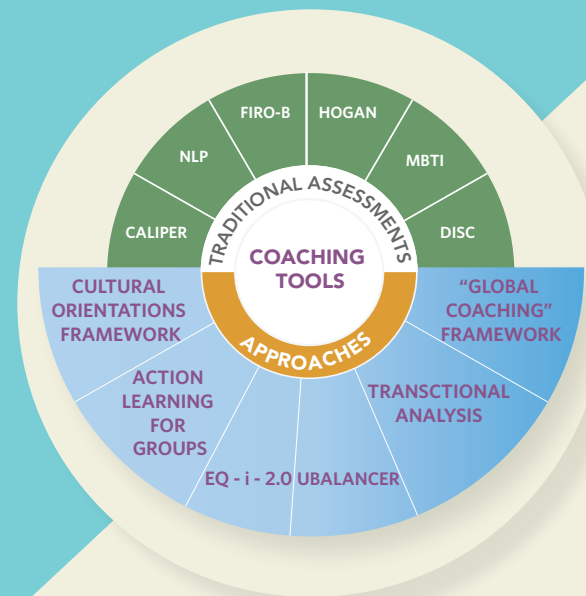 FIRO-B
HOGAN
NLP
MBTI
CALIPER
DISC
TRADITIONAL ASSESSMENTS
COACHING
TOOLS
APPROACHES
CULTURAL
ORIENTATIONS
FRAMEWORK
"GLOBAL
COACHING"
FRAMEWORK
ACTION
LEARNING
FOR
GROUPS
TRANSCTIONAL
ANALYSIS
EQ - i - 2.0
UBALANCER